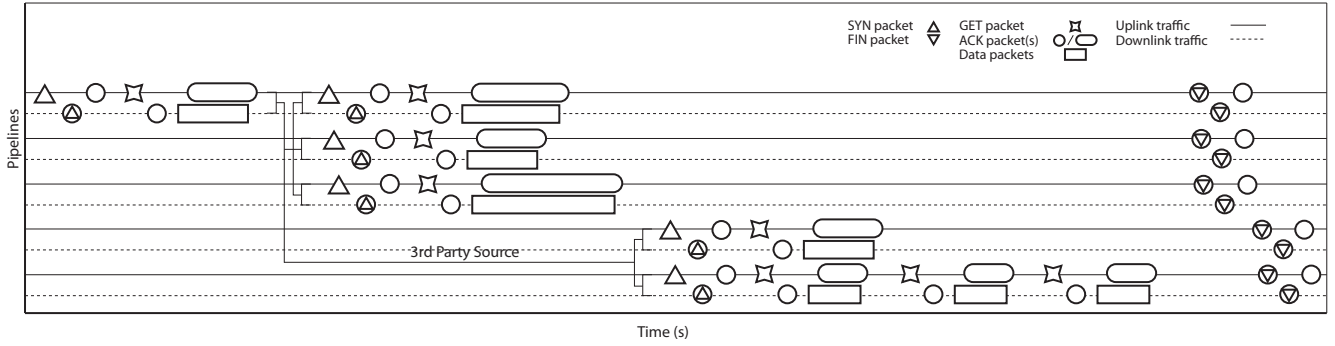 SYN packet
FIN packet
GET packet
ACK packet(s)
/
Data packets
Uplink traffic
Downlink traffic
Pipelines
3rd Party Source
Time (s)